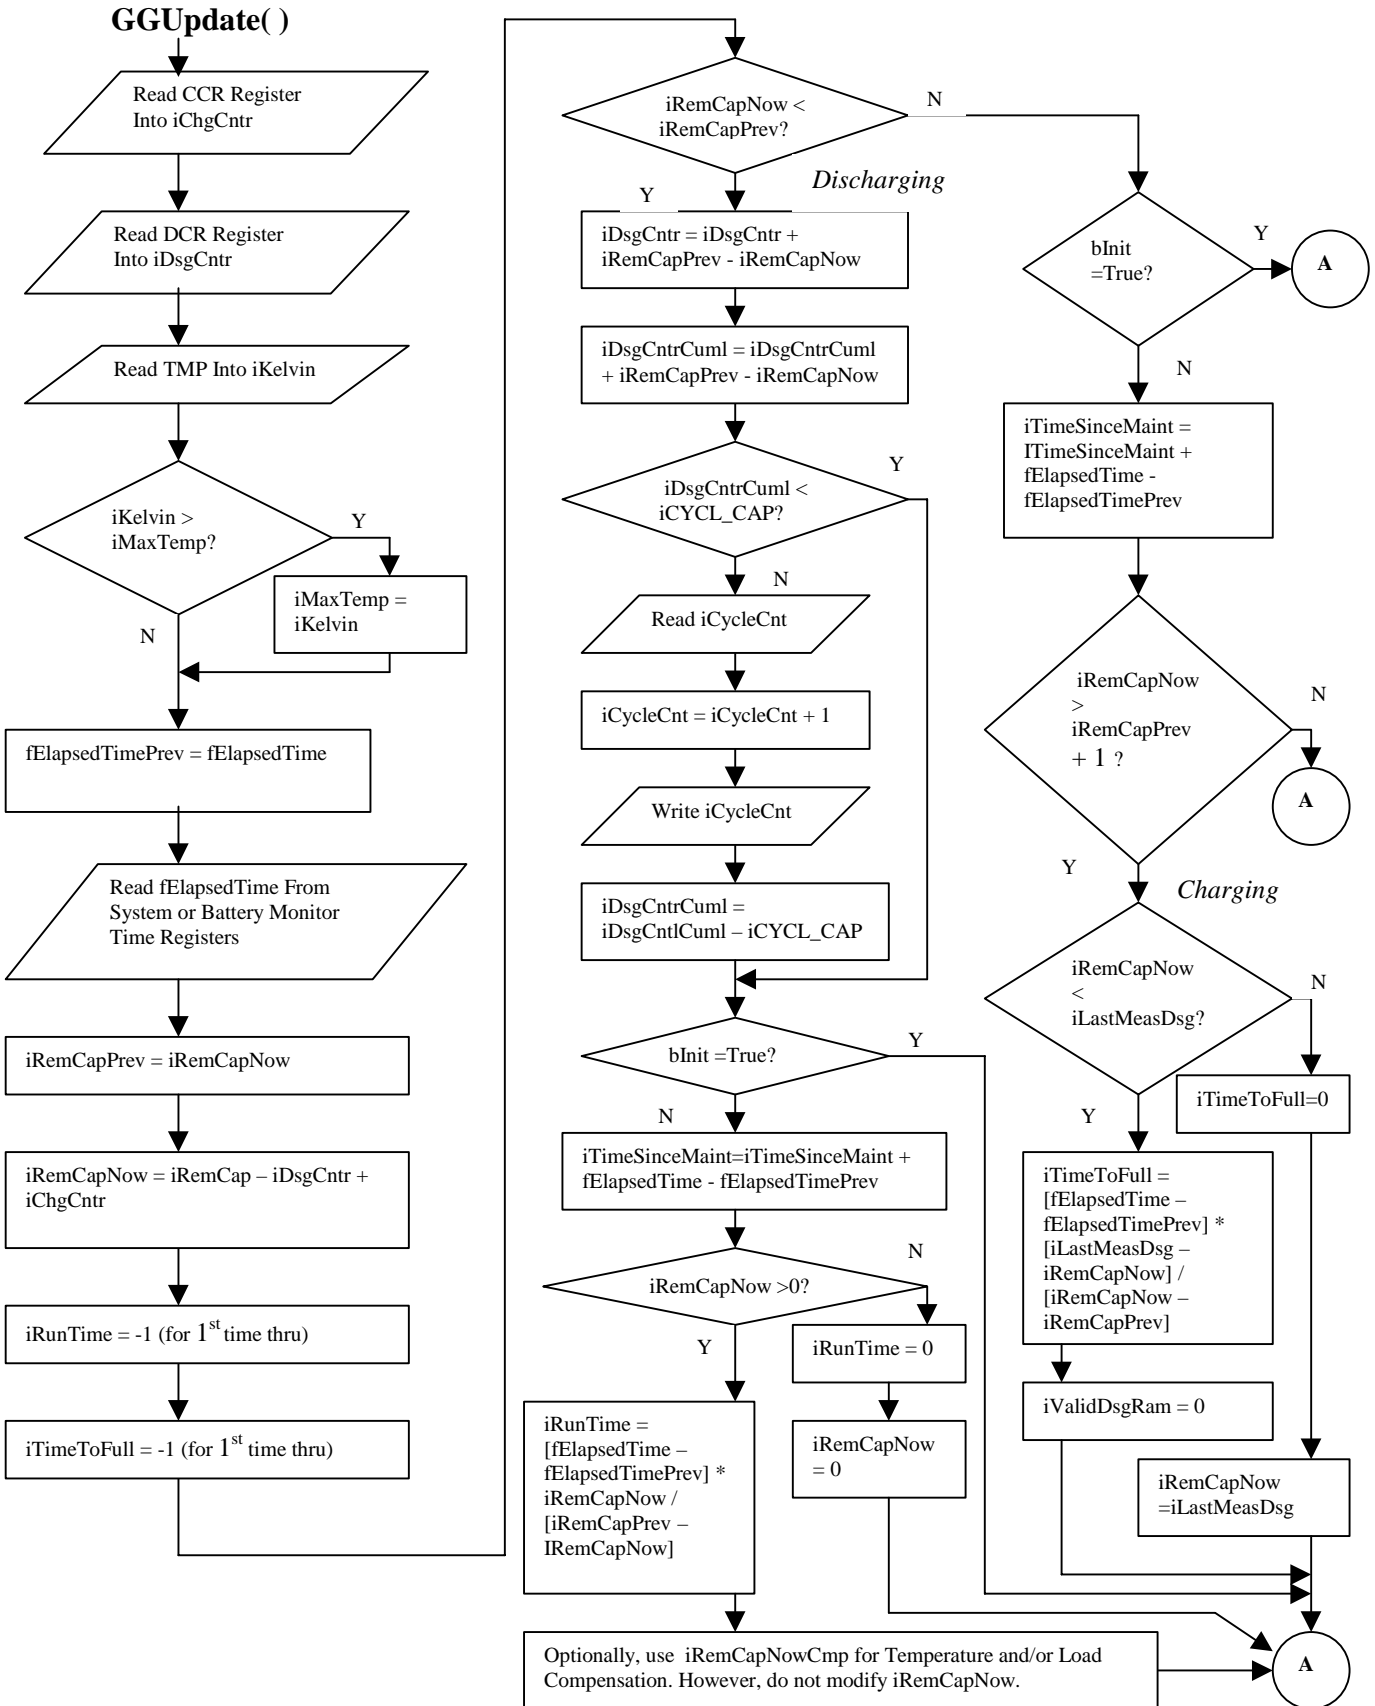 GGUpdate( )
Read CCR Register
Into iChgCntr
Read DCR Register
Into iDsgCntr
Read TMP Into iKelvin
iKelvin >
iMaxTemp?
Y
iMaxTemp =
iKelvin
N
fElapsedTimePrev = fElapsedTime
Read fElapsedTime From
System or Battery Monitor
Time Registers
iRemCapPrev = iRemCapNow
iRemCapNow = iRemCap – iDsgCntr +
iChgCntr
iRunTime = -1 (for 1st time thru)
iTimeToFull = -1 (for 1st time thru)
iRemCapNow <
iRemCapPrev?
N
Discharging
Y
iDsgCntr = iDsgCntr +
iRemCapPrev - iRemCapNow
iDsgCntrCuml = iDsgCntrCuml
+ iRemCapPrev - iRemCapNow
iDsgCntrCuml <
iCYCL_CAP?
Y
N
Read iCycleCnt
iCycleCnt = iCycleCnt + 1
Write iCycleCnt
iDsgCntrCuml =
iDsgCntlCuml – iCYCL_CAP
bInit =True?
Y
N
iTimeSinceMaint=iTimeSinceMaint +
fElapsedTime - fElapsedTimePrev
iRemCapNow >0?
N
Y
iRunTime = 0
iRemCapNow
= 0
iRunTime =
[fElapsedTime –
fElapsedTimePrev] *
iRemCapNow /
[iRemCapPrev –
IRemCapNow]
Optionally, use iRemCapNowCmp for Temperature and/or Load
Compensation. However, do not modify iRemCapNow.
bInit
=True?
Y
A
N
iTimeSinceMaint =
ITimeSinceMaint +
fElapsedTime -
fElapsedTimePrev
iRemCapNow
>
iRemCapPrev
+ 1 ?
N
A
Y
Charging
iRemCapNow
<
iLastMeasDsg?
N
iTimeToFull=0
Y
iTimeToFull =
[fElapsedTime –
fElapsedTimePrev] *
[iLastMeasDsg –
iRemCapNow] /
[iRemCapNow –
iRemCapPrev]
iValidDsgRam = 0
iRemCapNow
=iLastMeasDsg
A